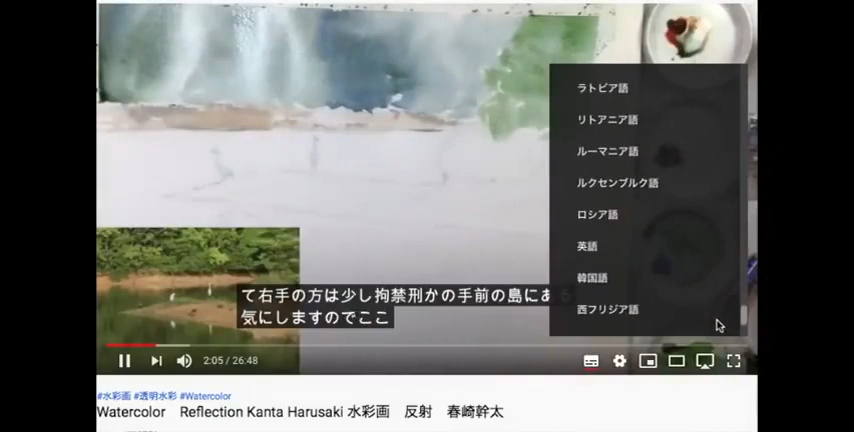 ラトビア語
リトアニア語
ルーマニア語
ルクセンブルク語
ロシア語
英語
韓国語
西フリジア語
て右手の方は少し拘禁刑かの手前の島にある
気にしますのでここ
2:05 / 26:48
#水彩画 #透明水彩 #Watercolor
Watercolor Reflection Kanta Harusaki 水彩画 反射 春崎幹太